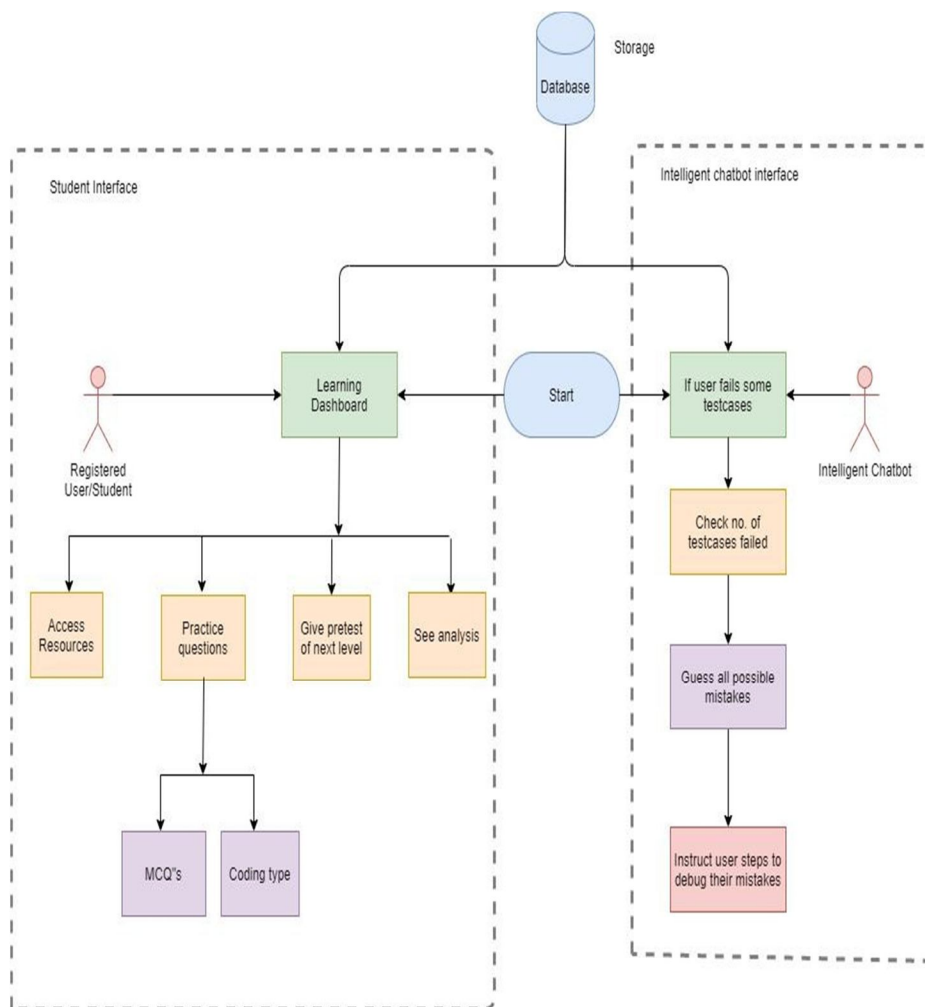 Storage
Database
Student Interface
Intelligent chatbot interface
Learning
Dashboard
Start
If user fails some
testcases
Registered
User/Student
Intelligent Chatbot
Check no. of
testcases failed
Access
Resources
Practice
questions
Give pretest
of next level
See analysis
Guess all possible
mistakes
MCQ"s
Coding type
Instruct user steps to
debug their mistakes